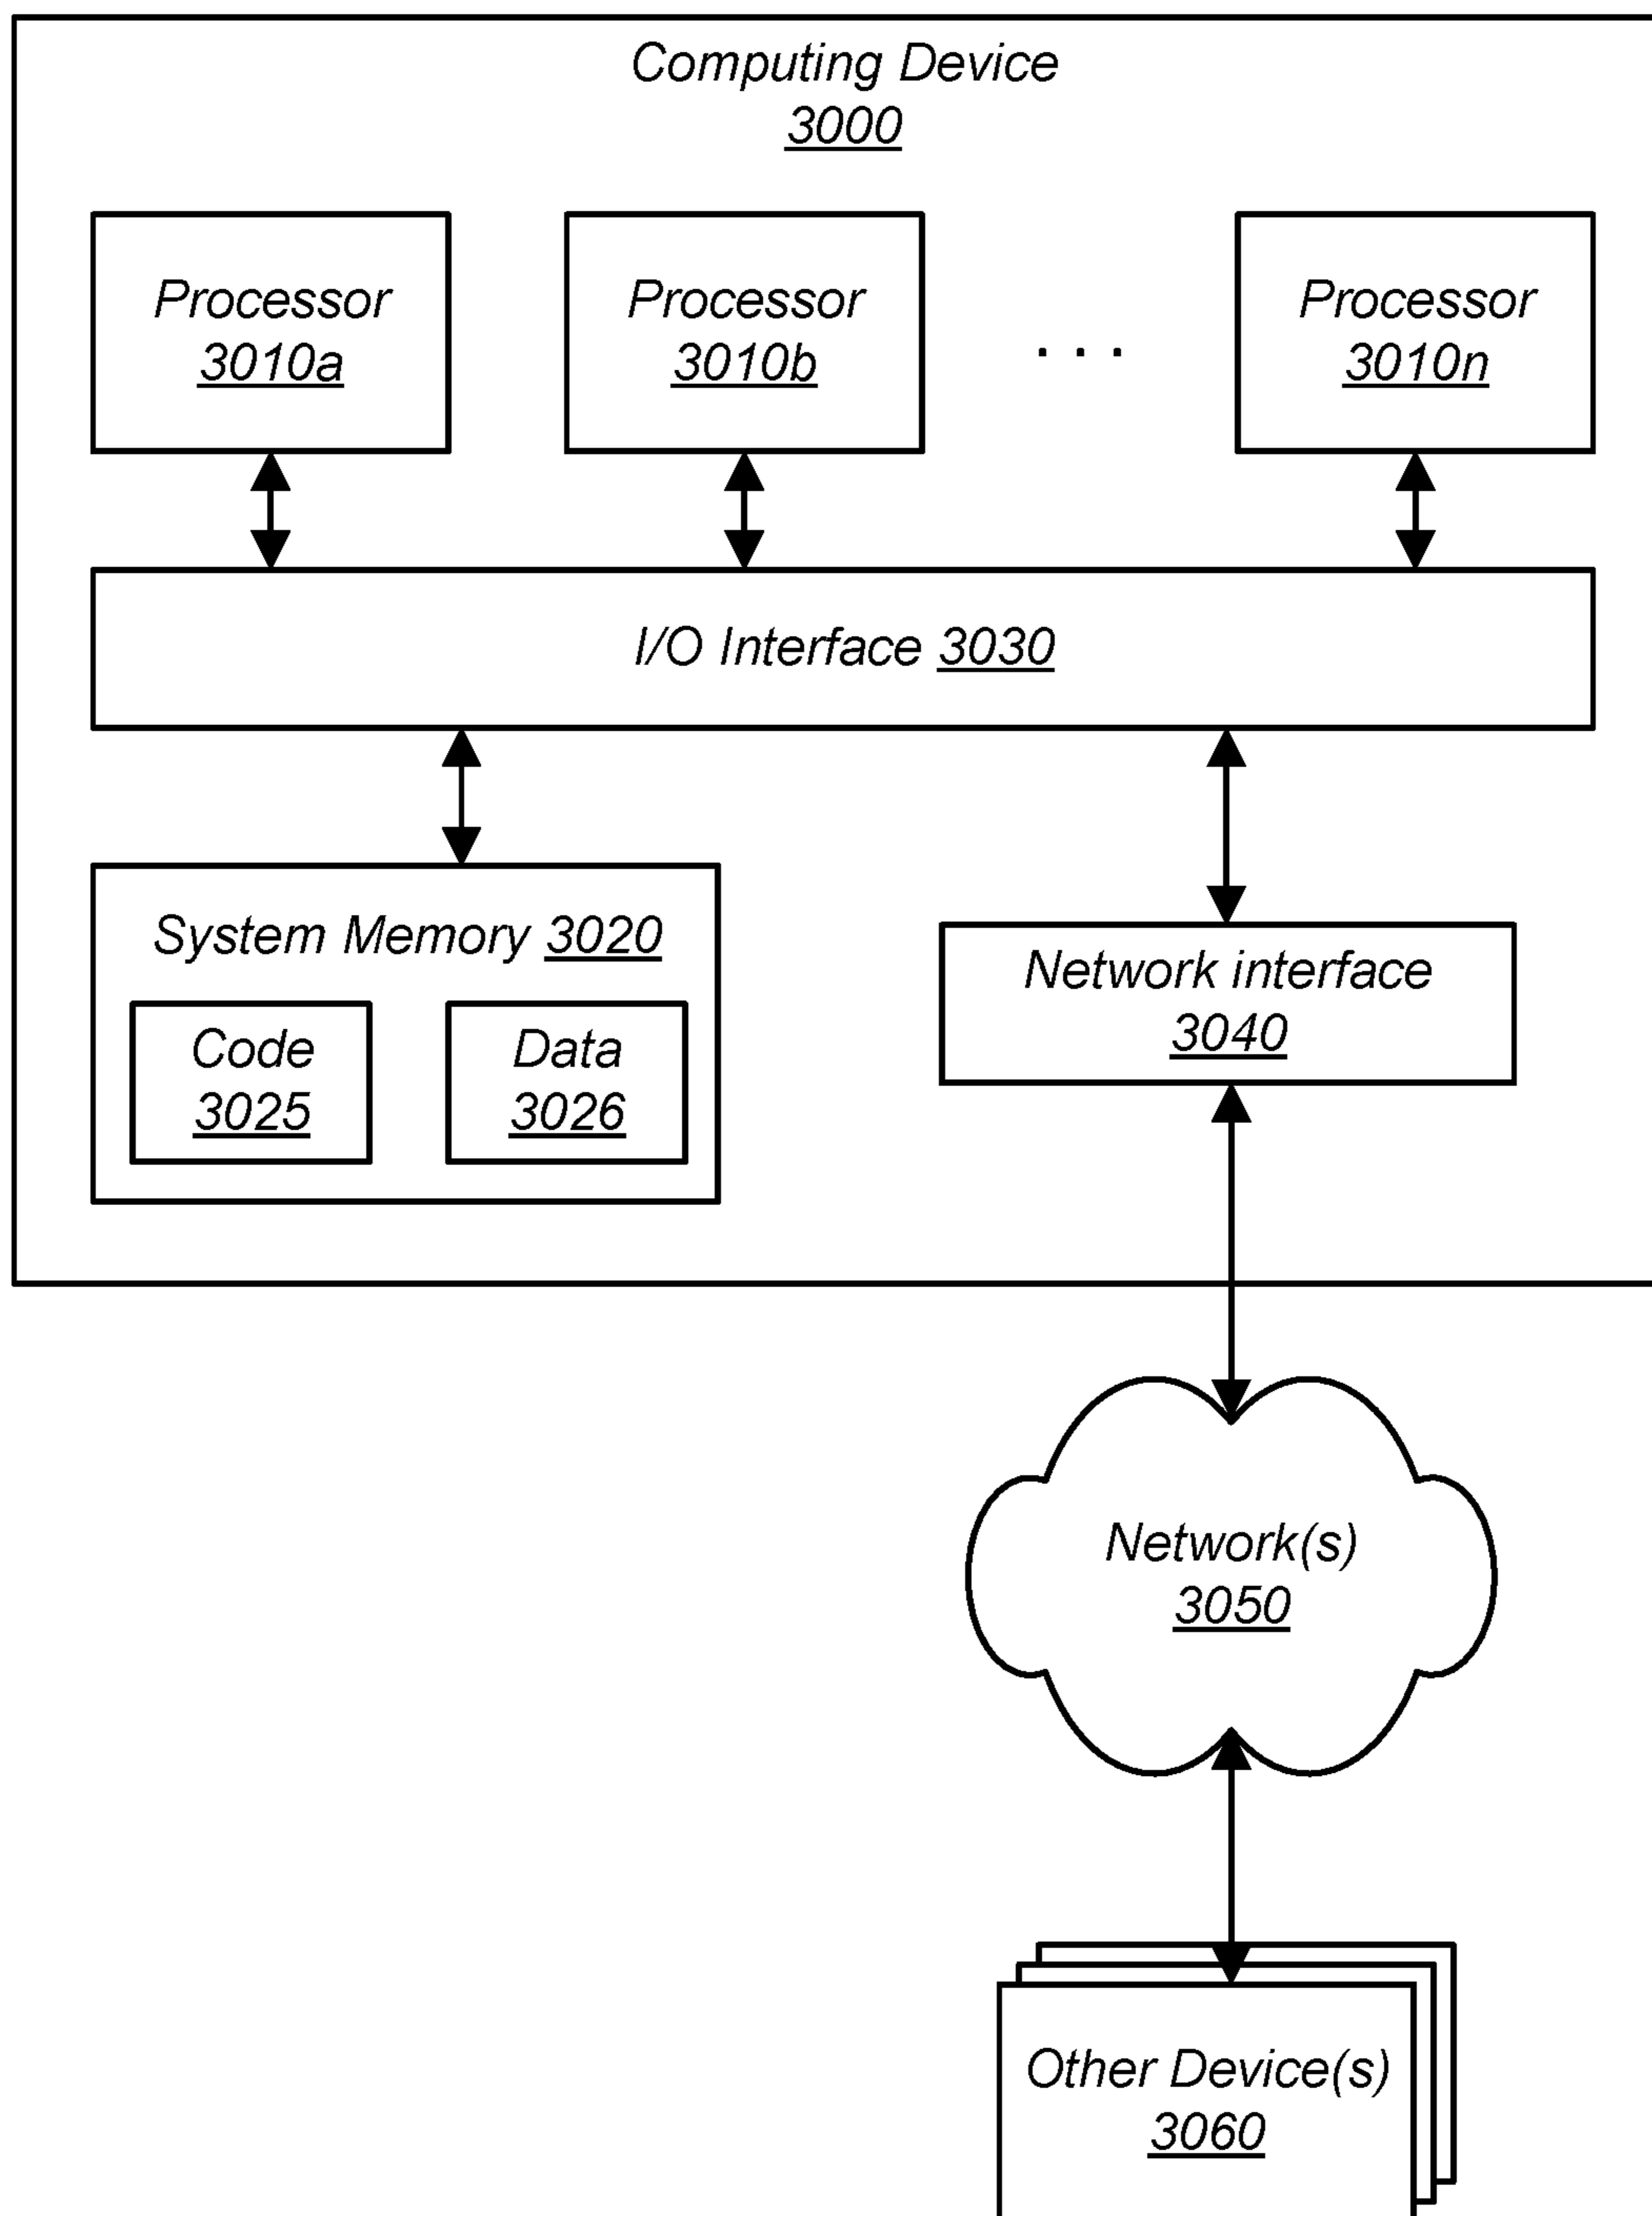 Computing Device
3000
Processor
3010a
Processor
3010b
. . .
Processor
3010n
I/O Interface 3030
System Memory 3020
Code
3025
Data
3026
Network interface
3040
Network(s)
3050
Other Device(s)
3060